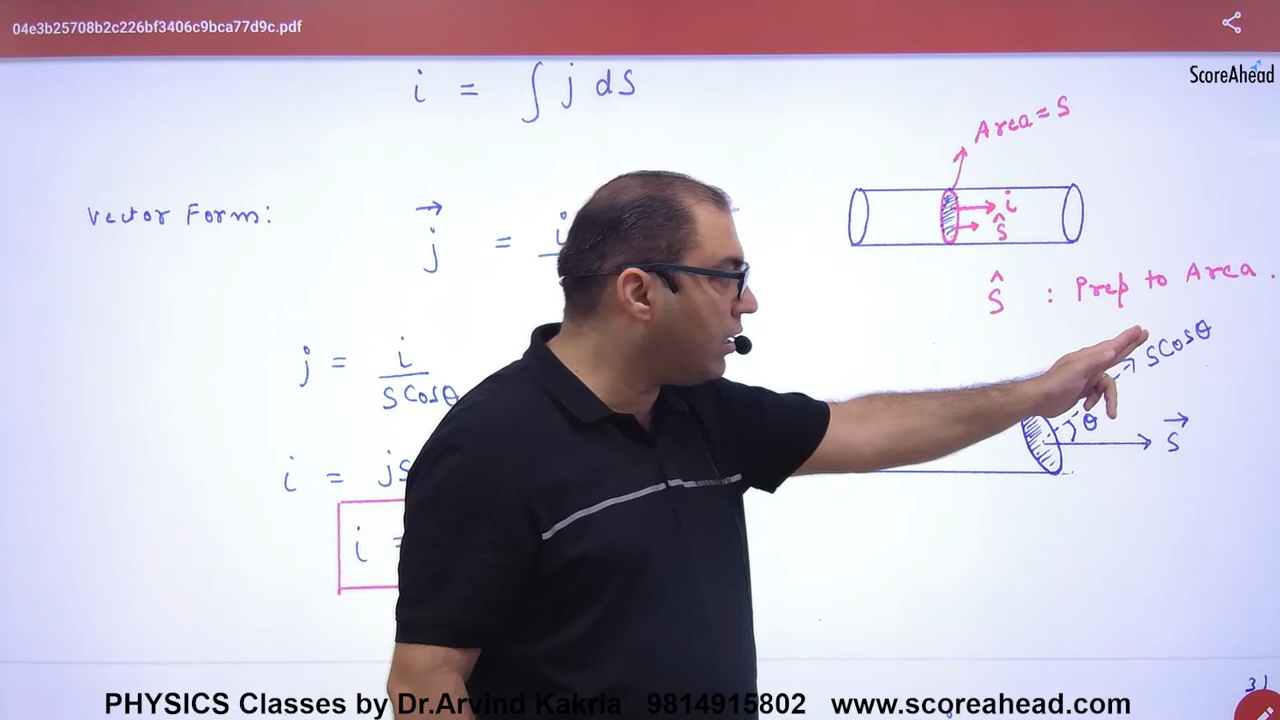 04e3b25708b2c226bf3406c9bca77d9c.pdf
ScoreAhead
i = ∫ j ds
Area = S
Vector Form:
j⃗ = i
i
Ŝ
Ŝ : Prep to Area.
j = i / S Cosθ
S Cosθ
θ
S⃗
i = js
i =
31
PHYSICS Classes by Dr.Arvind Kakria 9814915802 www.scoreahead.com